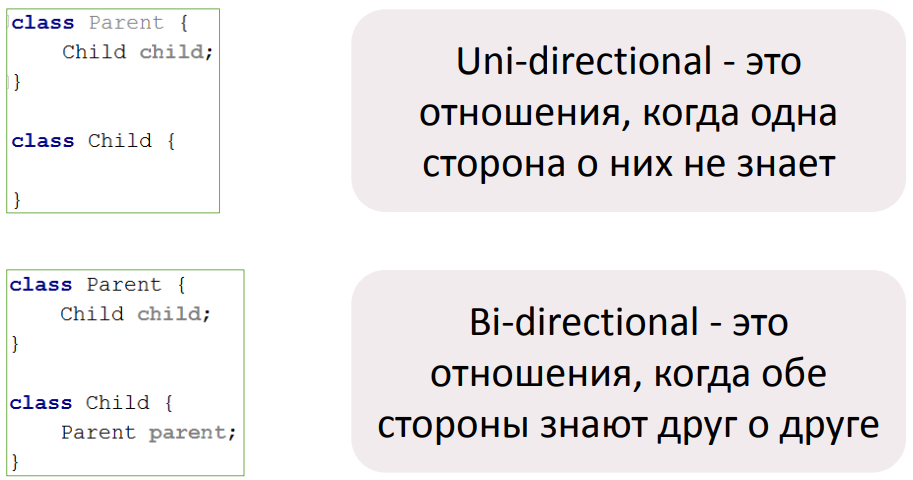 class Parent {
    Child child;
}
class Child {
}
Uni-directional - это
отношения, когда одна
сторона о них не знает
class Parent {
    Child child;
}
class Child {
    Parent parent;
}
Bi-directional - это
отношения, когда обе
стороны знают друг о друге